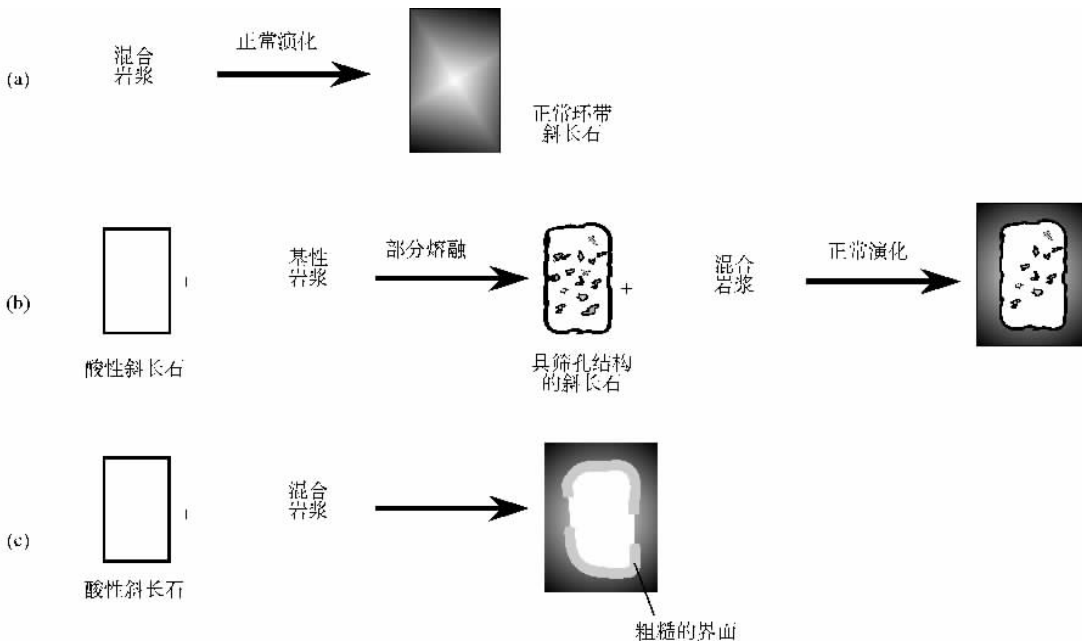 (a)
混合
岩浆
正常演化
正常环带
斜长石
(b)
酸性斜长石
+
基性
岩浆
部分熔融
具筛孔结构
的斜长石
+
混合
岩浆
正常演化
(c)
酸性斜长石
+
混合
岩浆
粗糙的界面